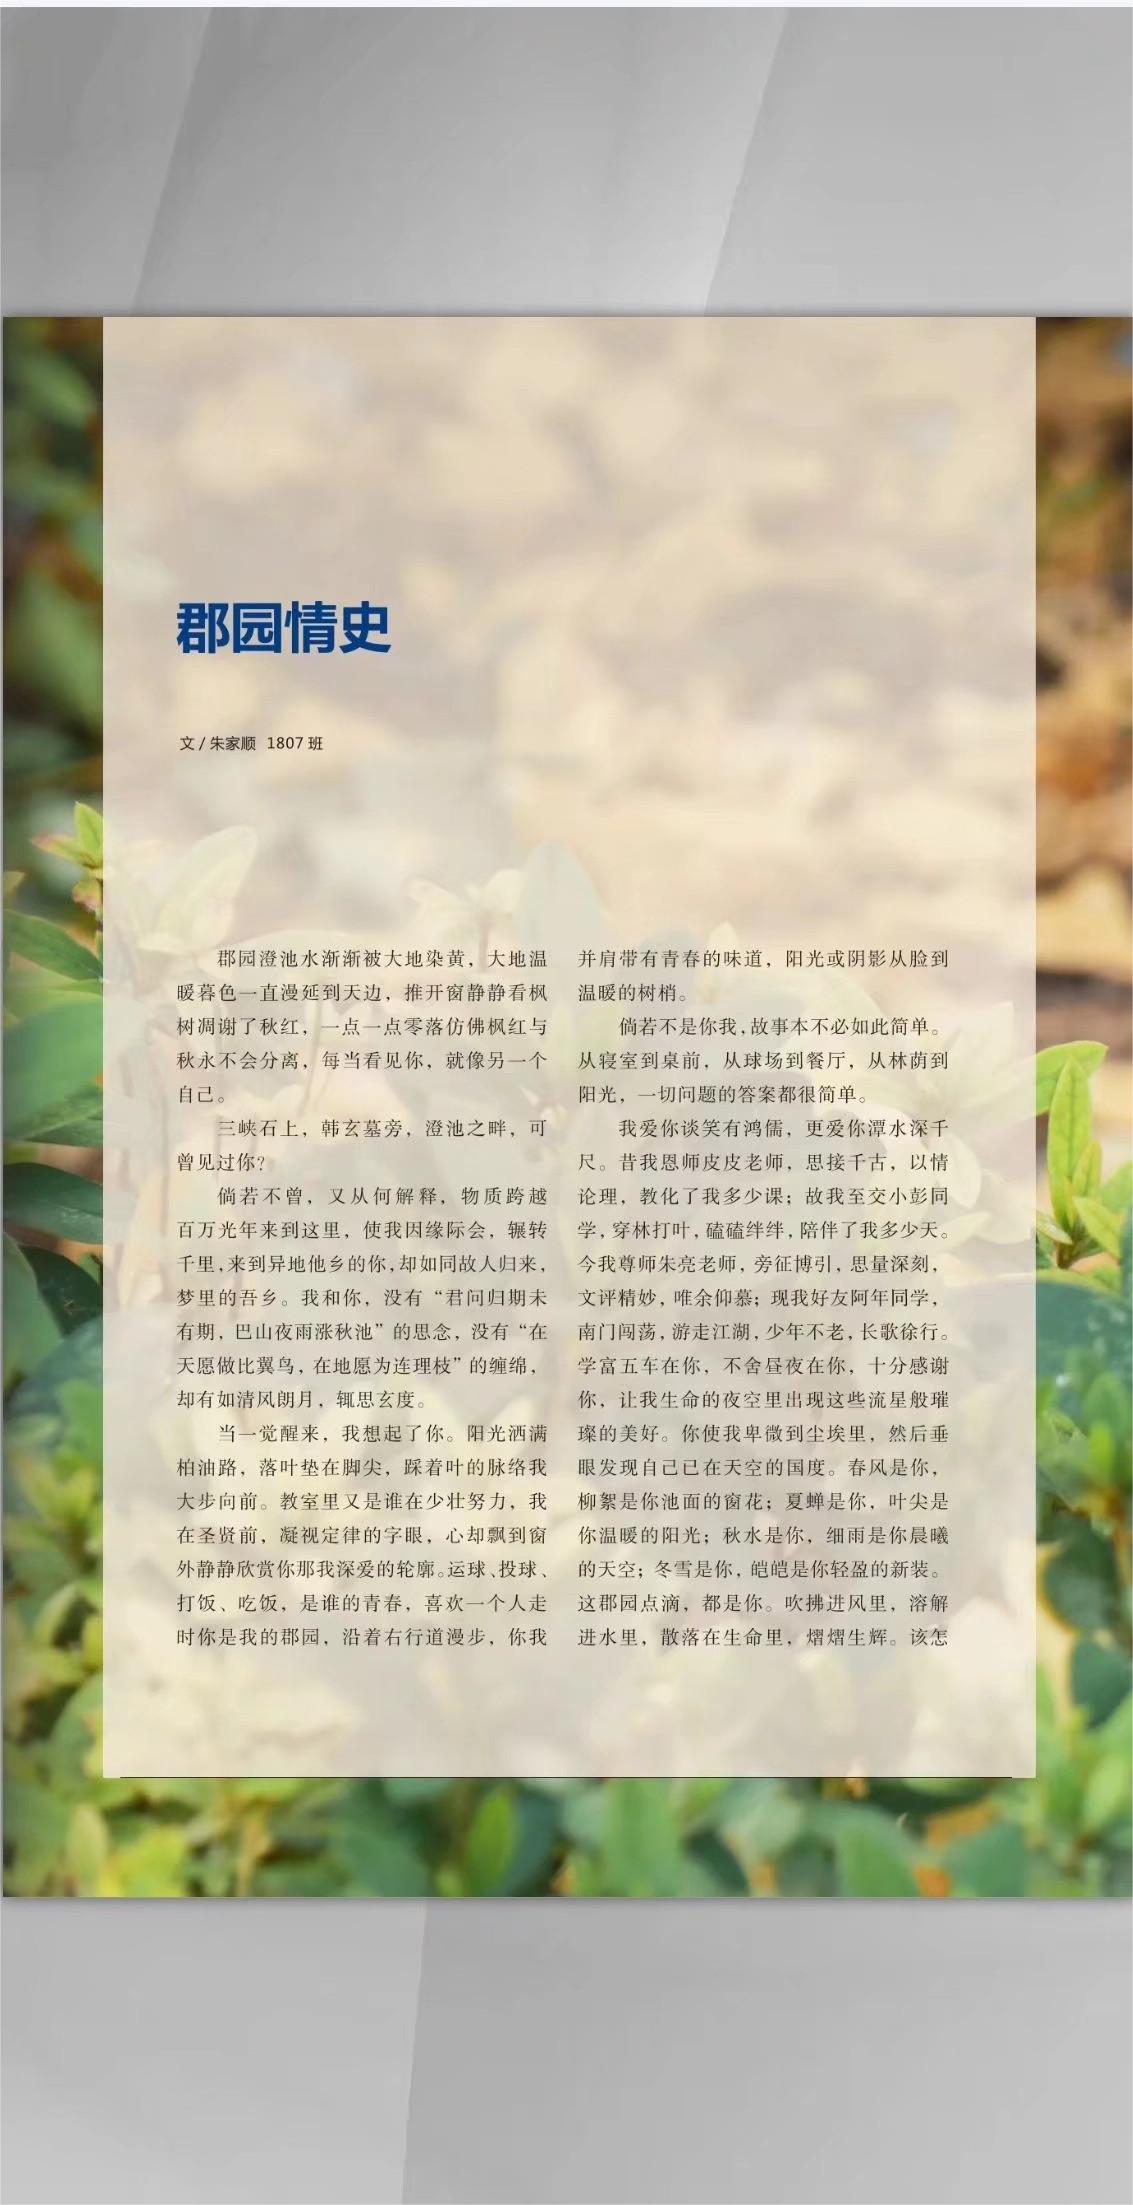 郡园情史
文 / 朱家顺 1807 班
郡园澄池水渐渐被大地染黄，大地温
暖暮色一直漫延到天边，推开窗静静看枫
树凋谢了秋红，一点一点零落仿佛枫红与
秋永不会分离，每当看见你，就像另一个
自己。
三峡石上，韩玄墓旁，澄池之畔，可
曾见过你？
倘若不曾，又从何解释，物质跨越
百万光年来到这里，使我因缘际会，辗转
千里，来到异地他乡的你，却如同故人归来，
梦里的吾乡。我和你，没有“君问归期未
有期，巴山夜雨涨秋池”的思念，没有“在
天愿做比翼鸟，在地愿为连理枝”的缠绵，
却有如清风朗月，辄思玄度。
当一觉醒来，我想起了你。阳光洒满
柏油路，落叶垫在脚尖，踩着叶的脉络我
大步向前。教室里又是谁在少壮努力，我
在圣贤前，凝视定律的字眼，心却飘到窗
外静静欣赏你那我深爱的轮廓。运球、投球、
打饭、吃饭，是谁的青春，喜欢一个人走
时你是我的郡园，沿着右行道漫步，你我
并肩带有青春的味道，阳光或阴影从脸到
温暖的树梢。
倘若不是你我，故事本不必如此简单。
从寝室到桌前，从球场到餐厅，从林荫到
阳光，一切问题的答案都很简单。
我爱你谈笑有鸿儒，更爱你潭水深千
尺。昔我恩师皮皮老师，思接千古，以情
论理，教化了我多少课；故我至交小彭同
学，穿林打叶，磕磕绊绊，陪伴了我多少天。
今我尊师朱亮老师，旁征博引，思量深刻，
文评精妙，唯余仰慕；现我好友阿年同学，
南门闯荡，游走江湖，少年不老，长歌徐行。
学富五车在你，不舍昼夜在你，十分感谢
你，让我生命的夜空里出现这些流星般璀
璨的美好。你使我卑微到尘埃里，然后垂
眼发现自己已在天空的国度。春风是你，
柳絮是你池面的窗花；夏蝉是你，叶尖是
你温暖的阳光；秋水是你，细雨是你晨曦
的天空；冬雪是你，皑皑是你轻盈的新装。
这郡园点滴，都是你。吹拂进风里，溶解
进水里，散落在生命里，熠熠生辉。该怎